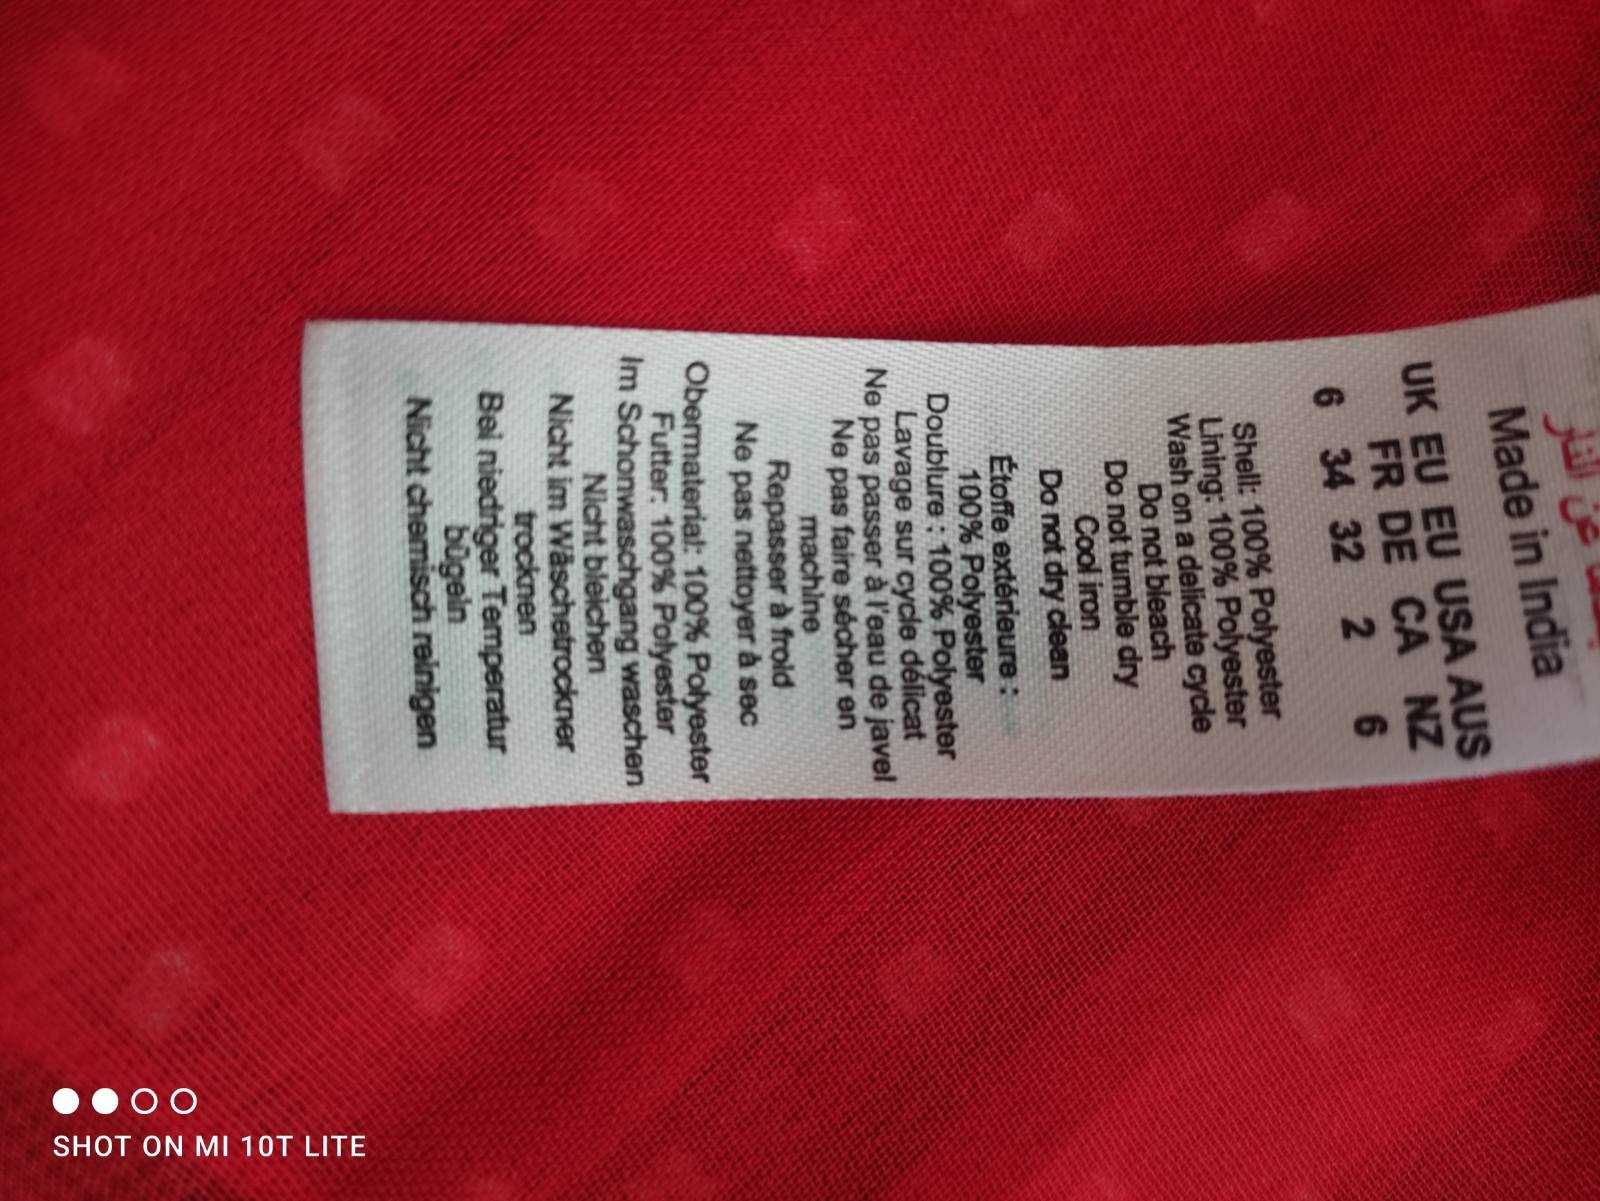 Made in India
UK EU EU USA AUS
FR DE CA NZ
6 34 32 2 6
Shell: 100% Polyester
Lining: 100% Polyester
Wash on a delicate cycle
Do not bleach
Do not tumble dry
Cool iron
Do not dry clean
Étoffe extérieure :
100% Polyester
Doublure : 100% Polyester
Lavage sur cycle délicat
Ne pas passer à l'eau de javel
Ne pas faire sécher en
machine
Repasser à froid
Ne pas nettoyer à sec
Obermaterial: 100% Polyester
Futter: 100% Polyester
Im Schonwaschgang waschen
Nicht bleichen
Nicht im Wäschetrockner
trocknen
Bei niedriger Temperatur
bügeln
Nicht chemisch reinigen
SHOT ON MI 10T LITE